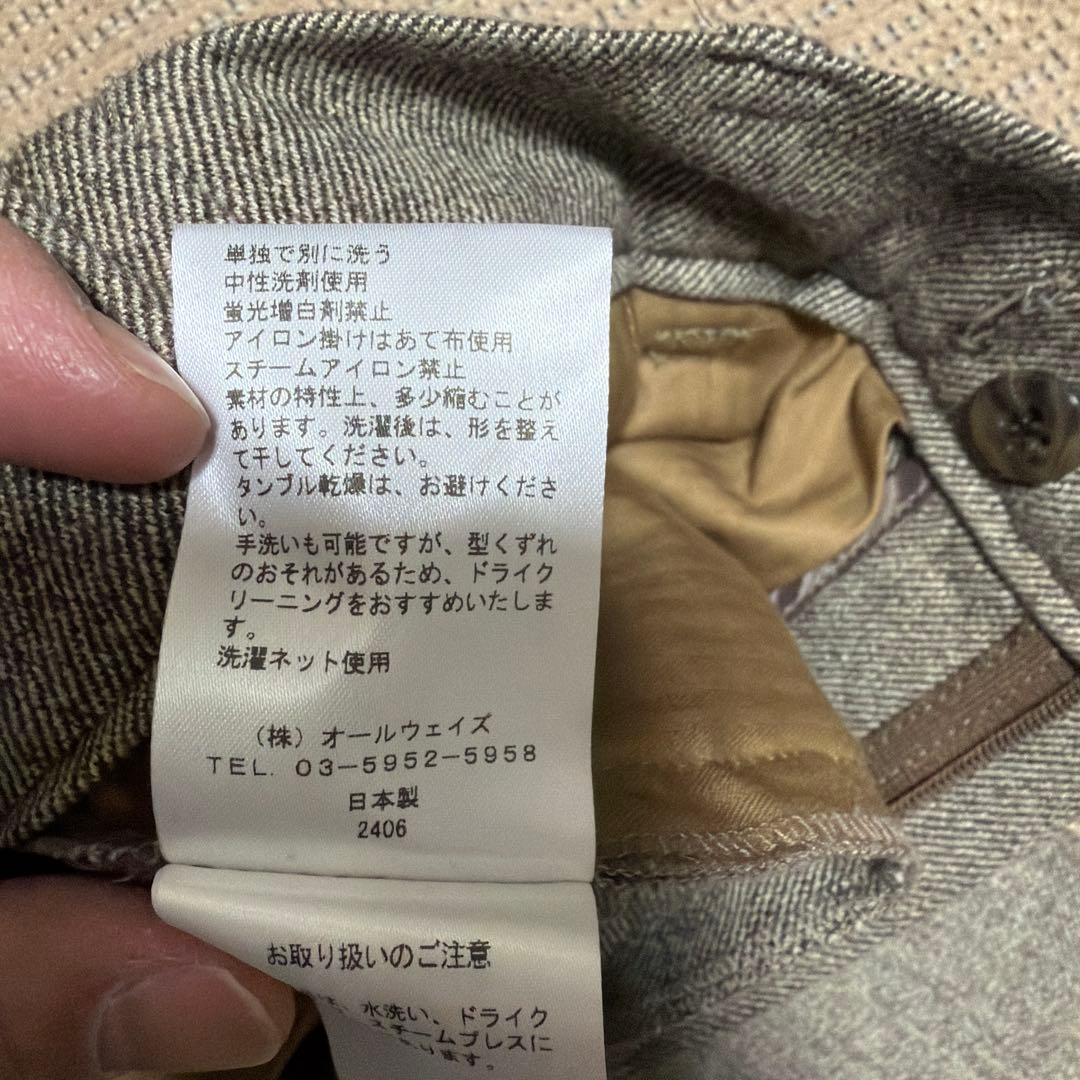 単独で別に洗う
中性洗剤使用
蛍光増白剤禁止
アイロン掛けはあて布使用
スチームアイロン禁止
素材の特性上、多少縮むことが
あります。洗濯後は、形を整え
て干してください。
タンブル乾燥は、お避けくださ
い。
手洗いも可能ですが、型くずれ
のおそれがあるため、ドライク
リーニングをおすすめいたしま
す。
洗濯ネット使用
(株)オールウェイズ
TEL. 03-5952-5958
日本製
2406
お取り扱いのご注意
水洗い、ドライク
スチームプレスに
ります。